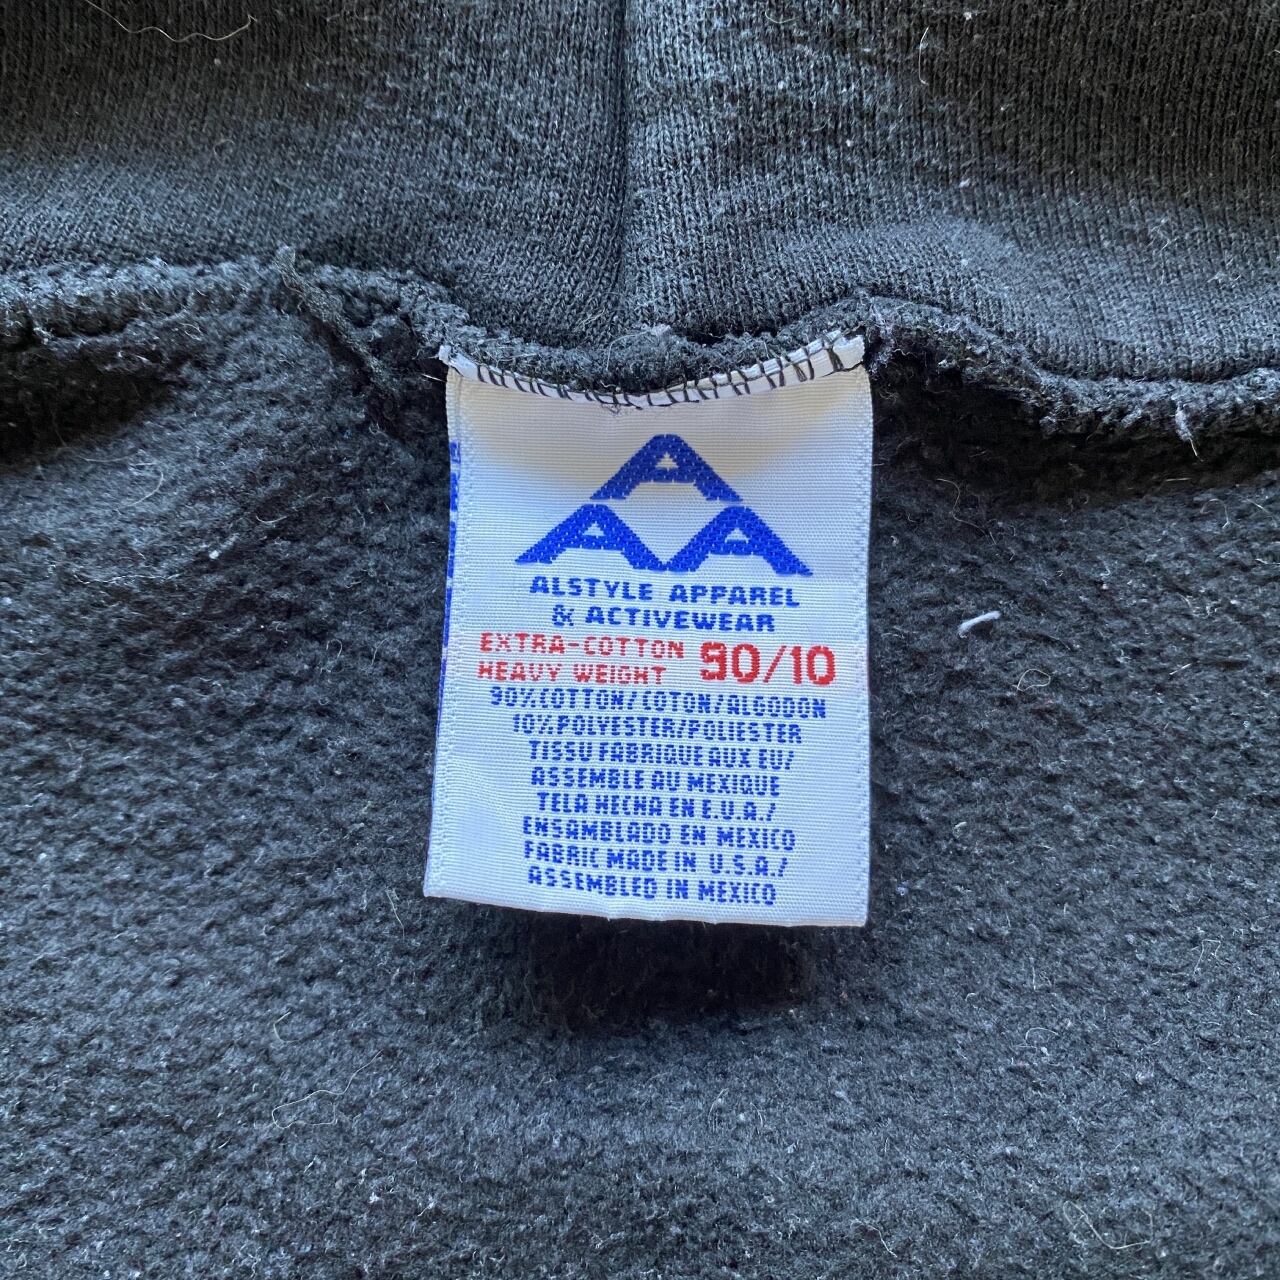 A
A A
ALSTYLE APPAREL
& ACTIVEWEAR
EXTRA-COTTON 90/10
HEAVY WEIGHT
90% COTTON/COTON/ALGODON
10% POLYESTER/POLIESTER
TISSU FABRIQUE AUX EU/
ASSEMBLE AU MEXIQUE
TELA HECHA EN E.U.A./
ENSAMBLADO EN MEXICO
FABRIC MADE IN U.S.A./
ASSEMBLED IN MEXICO